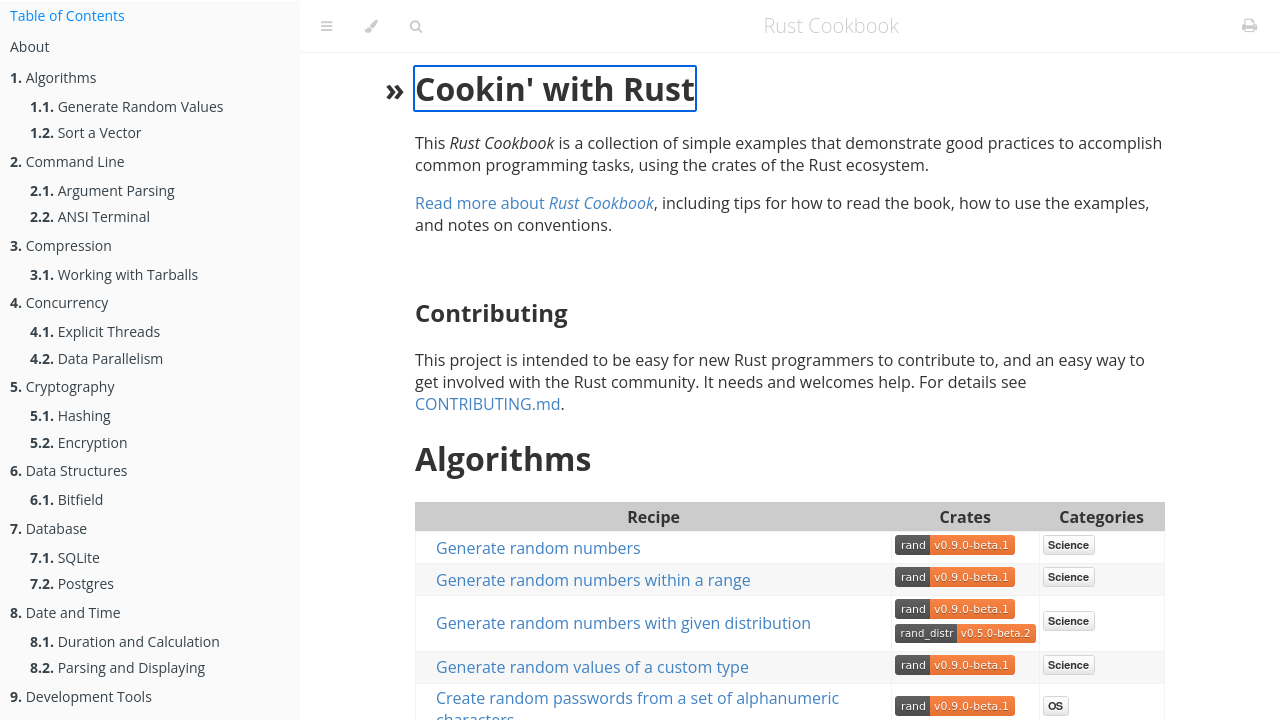 Table of Contents
About
1. Algorithms
1.1. Generate Random Values
1.2. Sort a Vector
2. Command Line
2.1. Argument Parsing
2.2. ANSI Terminal
3. Compression
3.1. Working with Tarballs
4. Concurrency
4.1. Explicit Threads
4.2. Data Parallelism
5. Cryptography
5.1. Hashing
5.2. Encryption
6. Data Structures
6.1. Bitfield
7. Database
7.1. SQLite
7.2. Postgres
8. Date and Time
8.1. Duration and Calculation
8.2. Parsing and Displaying
9. Development Tools
Rust Cookbook
» Cookin' with Rust
This Rust Cookbook is a collection of simple examples that demonstrate good practices to accomplish
common programming tasks, using the crates of the Rust ecosystem.
Read more about Rust Cookbook, including tips for how to read the book, how to use the examples,
and notes on conventions.
Contributing
This project is intended to be easy for new Rust programmers to contribute to, and an easy way to
get involved with the Rust community. It needs and welcomes help. For details see
CONTRIBUTING.md.
Algorithms
Recipe Crates Categories
Generate random numbers rand v0.9.0-beta.1 Science
Generate random numbers within a range rand v0.9.0-beta.1 Science
rand v0.9.0-beta.1
Generate random numbers with given distribution Science
rand_distr v0.5.0-beta.2
Generate random values of a custom type rand v0.9.0-beta.1 Science
Create random passwords from a set of alphanumeric
characters rand v0.9.0-beta.1 OS